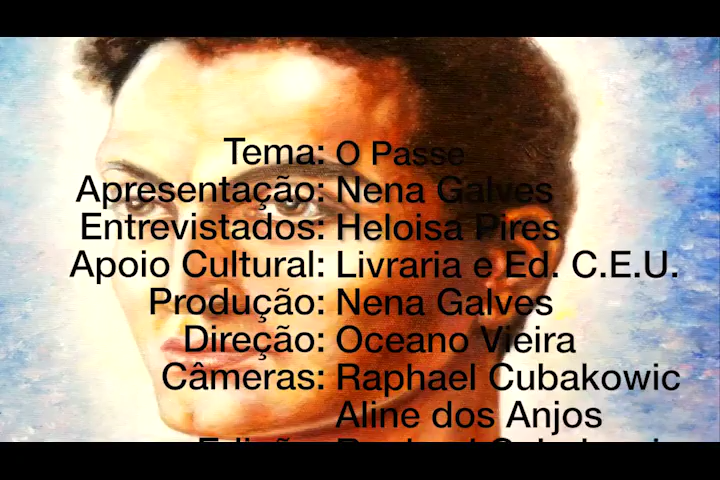 Tema: O Passe
Apresentação: Nena Galves
Entrevistados: Heloisa Pires
Apoio Cultural: Livraria e Ed. C.E.U.
Produção: Nena Galves
Direção: Oceano Vieira
Câmeras: Raphael Cubakowic
Aline dos Anjos